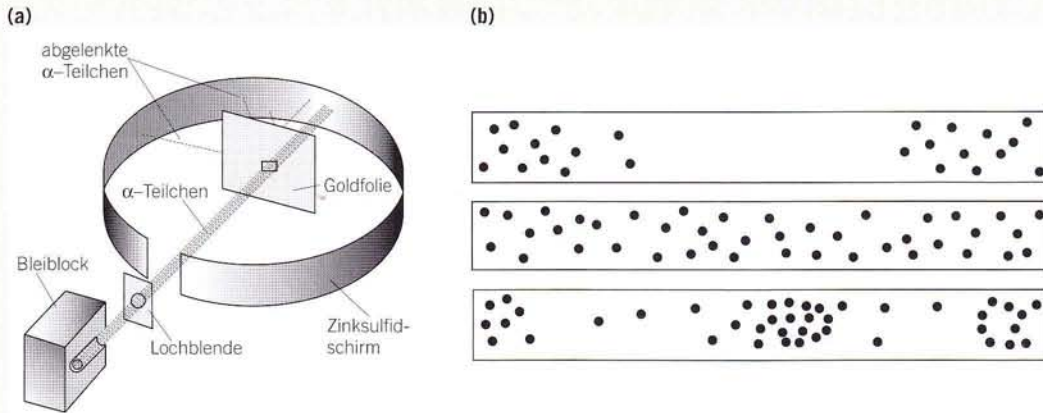 (a)
abgelenkte
α–Teilchen
α–Teilchen
Goldfolie
Bleiblock
Lochblende
Zinksulfid-
schirm
(b)